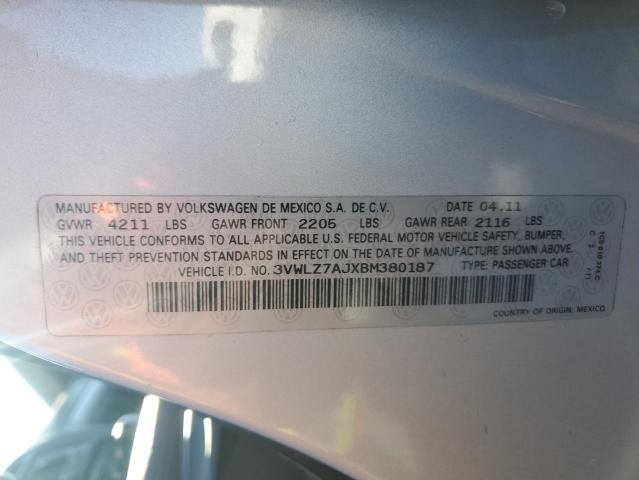 MANUFACTURED BY VOLKSWAGEN DE MEXICO S.A. DE C.V. DATE 04.11
GVWR 4211 LBS GAWR FRONT 2205 LBS GAWR REAR 2116 LBS
THIS VEHICLE CONFORMS TO ALL APPLICABLE U.S. FEDERAL MOTOR VEHICLE SAFETY, BUMPER,
AND THEFT PREVENTION STANDARDS IN EFFECT ON THE DATE OF MANUFACTURE SHOWN ABOVE.
VEHICLE I.D. NO. 3VWLZ7AJXBM380187 TYPE: PASSENGER CAR
COUNTRY OF ORIGIN: MEXICO